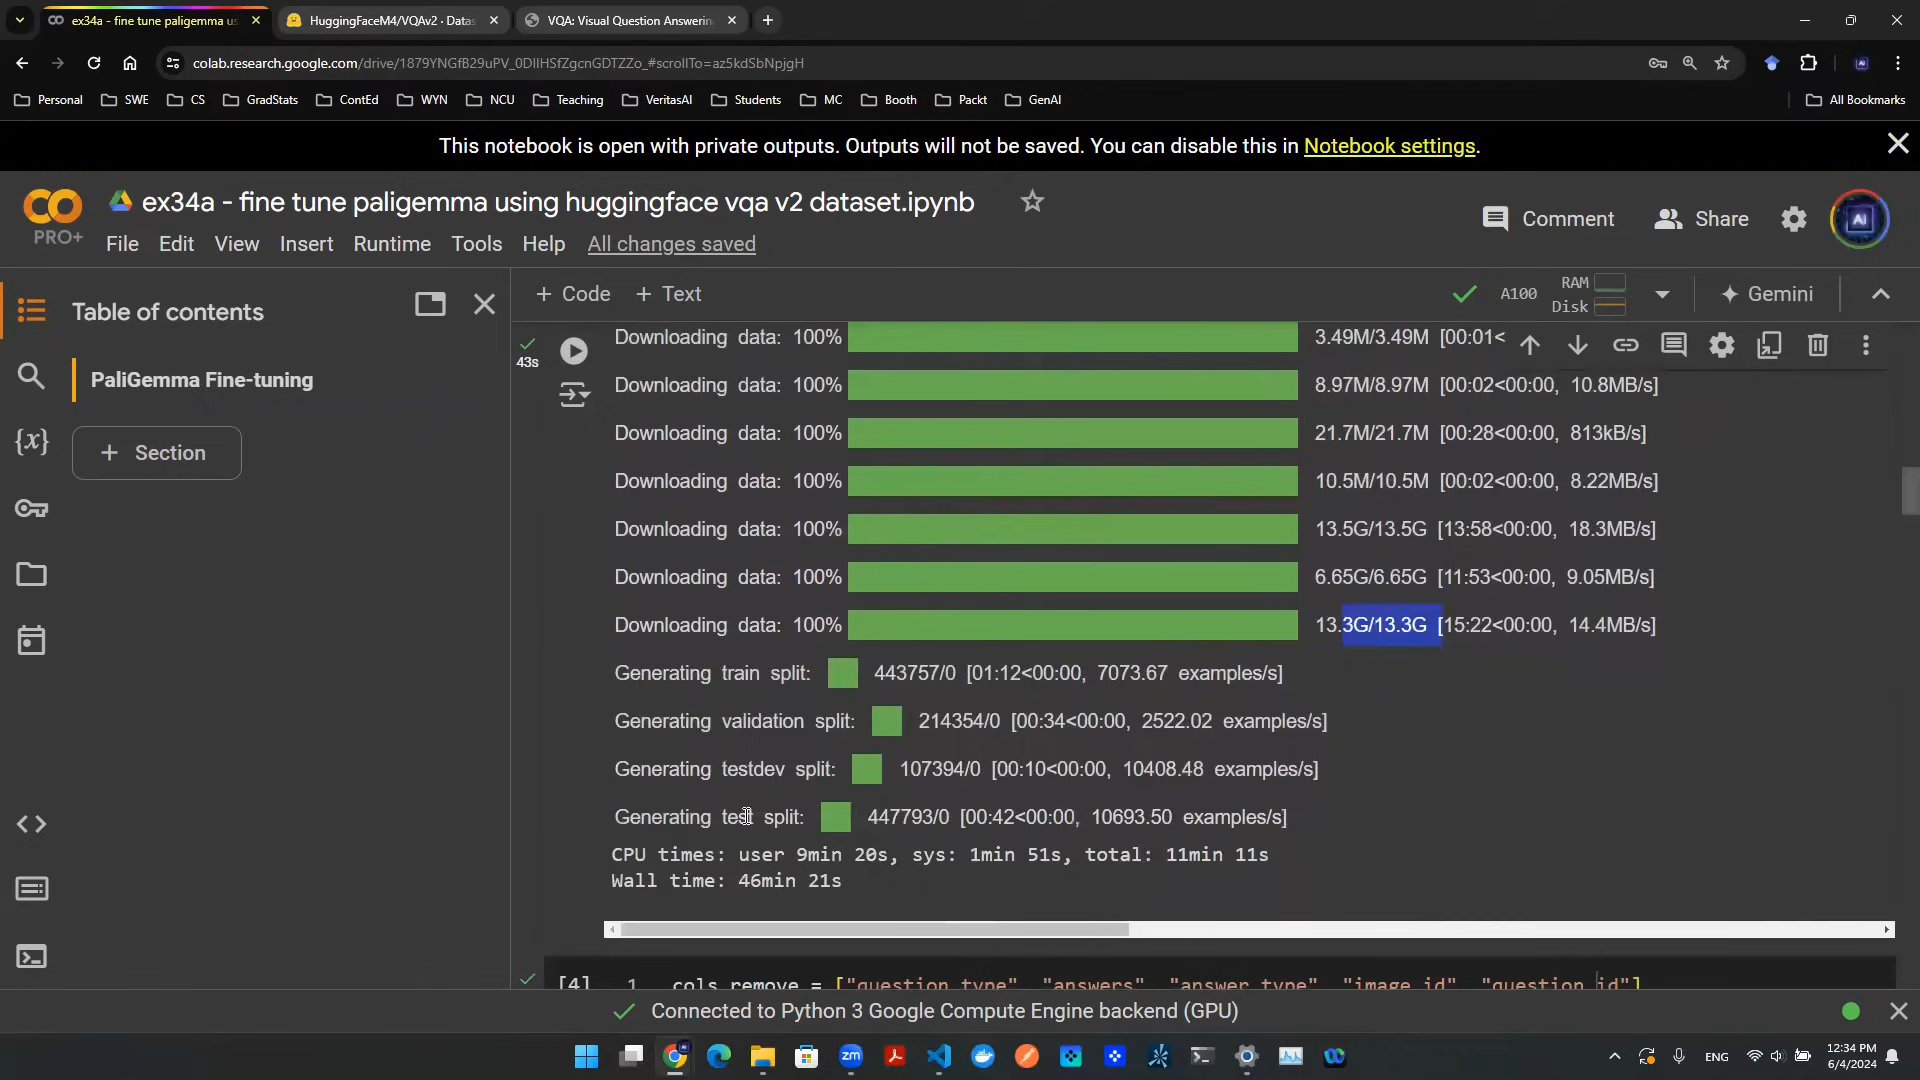 ex34a - fine tune paligemma us
HuggingFaceM4/VQAv2 · Datas
VQA: Visual Question Answerin
colab.research.google.com/drive/1879YNGfB29uPV_0DIIHSfZgcnGDTZZo_#scrollTo=az5kdSbNpjgH
Personal SWE CS GradStats ContEd WYN NCU Teaching VeritasAI Students MC Booth Packt GenAI All Bookmarks
This notebook is open with private outputs. Outputs will not be saved. You can disable this in Notebook settings.
ex34a - fine tune paligemma using huggingface vqa v2 dataset.ipynb
PRO+
File Edit View Insert Runtime Tools Help All changes saved
Comment Share AI
+ Code + Text
A100 RAM Disk Gemini
Table of contents
PaliGemma Fine-tuning
+ Section
43s
Downloading data: 100% 3.49M/3.49M [00:01<
Downloading data: 100% 8.97M/8.97M [00:02<00:00, 10.8MB/s]
Downloading data: 100% 21.7M/21.7M [00:28<00:00, 813kB/s]
Downloading data: 100% 10.5M/10.5M [00:02<00:00, 8.22MB/s]
Downloading data: 100% 13.5G/13.5G [13:58<00:00, 18.3MB/s]
Downloading data: 100% 6.65G/6.65G [11:53<00:00, 9.05MB/s]
Downloading data: 100% 13.3G/13.3G [15:22<00:00, 14.4MB/s]
Generating train split: 443757/0 [01:12<00:00, 7073.67 examples/s]
Generating validation split: 214354/0 [00:34<00:00, 2522.02 examples/s]
Generating testdev split: 107394/0 [00:10<00:00, 10408.48 examples/s]
Generating test split: 447793/0 [00:42<00:00, 10693.50 examples/s]
CPU times: user 9min 20s, sys: 1min 51s, total: 11min 11s
Wall time: 46min 21s
[4] 1 cols_remove = ["question_type", "answers", "answer_type", "image_id", "question_id"]
Connected to Python 3 Google Compute Engine backend (GPU)
zm
ENG
12:34 PM
6/4/2024